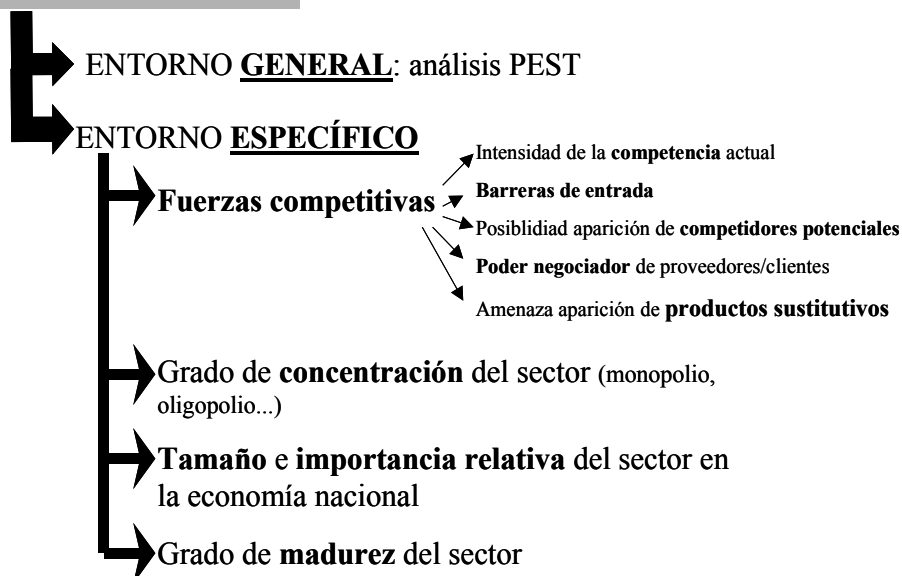 ENTORNO GENERAL: análisis PEST
ENTORNO ESPECÍFICO
Fuerzas competitivas
Intensidad de la competencia actual
Barreras de entrada
Posiblidiad aparición de competidores potenciales
Poder negociador de proveedores/clientes
Amenaza aparición de productos sustitutivos
Grado de concentración del sector (monopolio,
oligopolio...)
Tamaño e importancia relativa del sector en
la economía nacional
Grado de madurez del sector